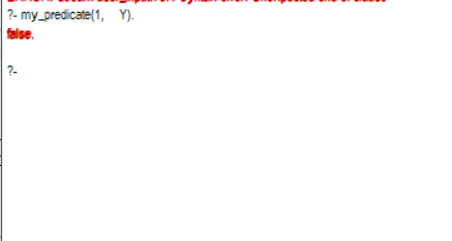 ?- my_predicate(1, Y).
false.
?-